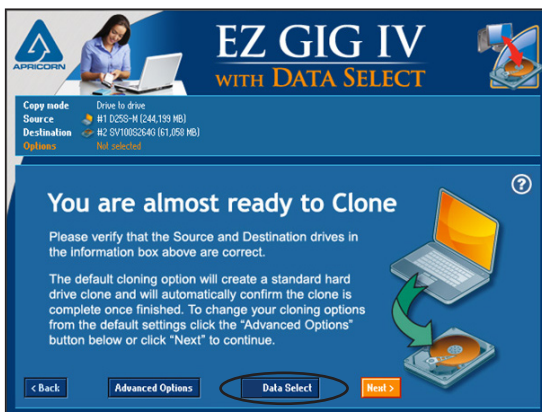 APRICORN
EZ GIG IV
WITH DATA SELECT
Copy mode Drive to drive
Source #1 D25S-M (244,199 MB)
Destination #2 SV100S264G (61,058 MB)
Options Not selected
?
You are almost ready to Clone
Please verify that the Source and Destination drives in
the information box above are correct.
The default cloning option will create a standard hard
drive clone and will automatically confirm the clone is
complete once finished. To change your cloning options
from the default settings click the “Advanced Options”
button below or click “Next” to continue.
< Back Advanced Options Data Select Next >